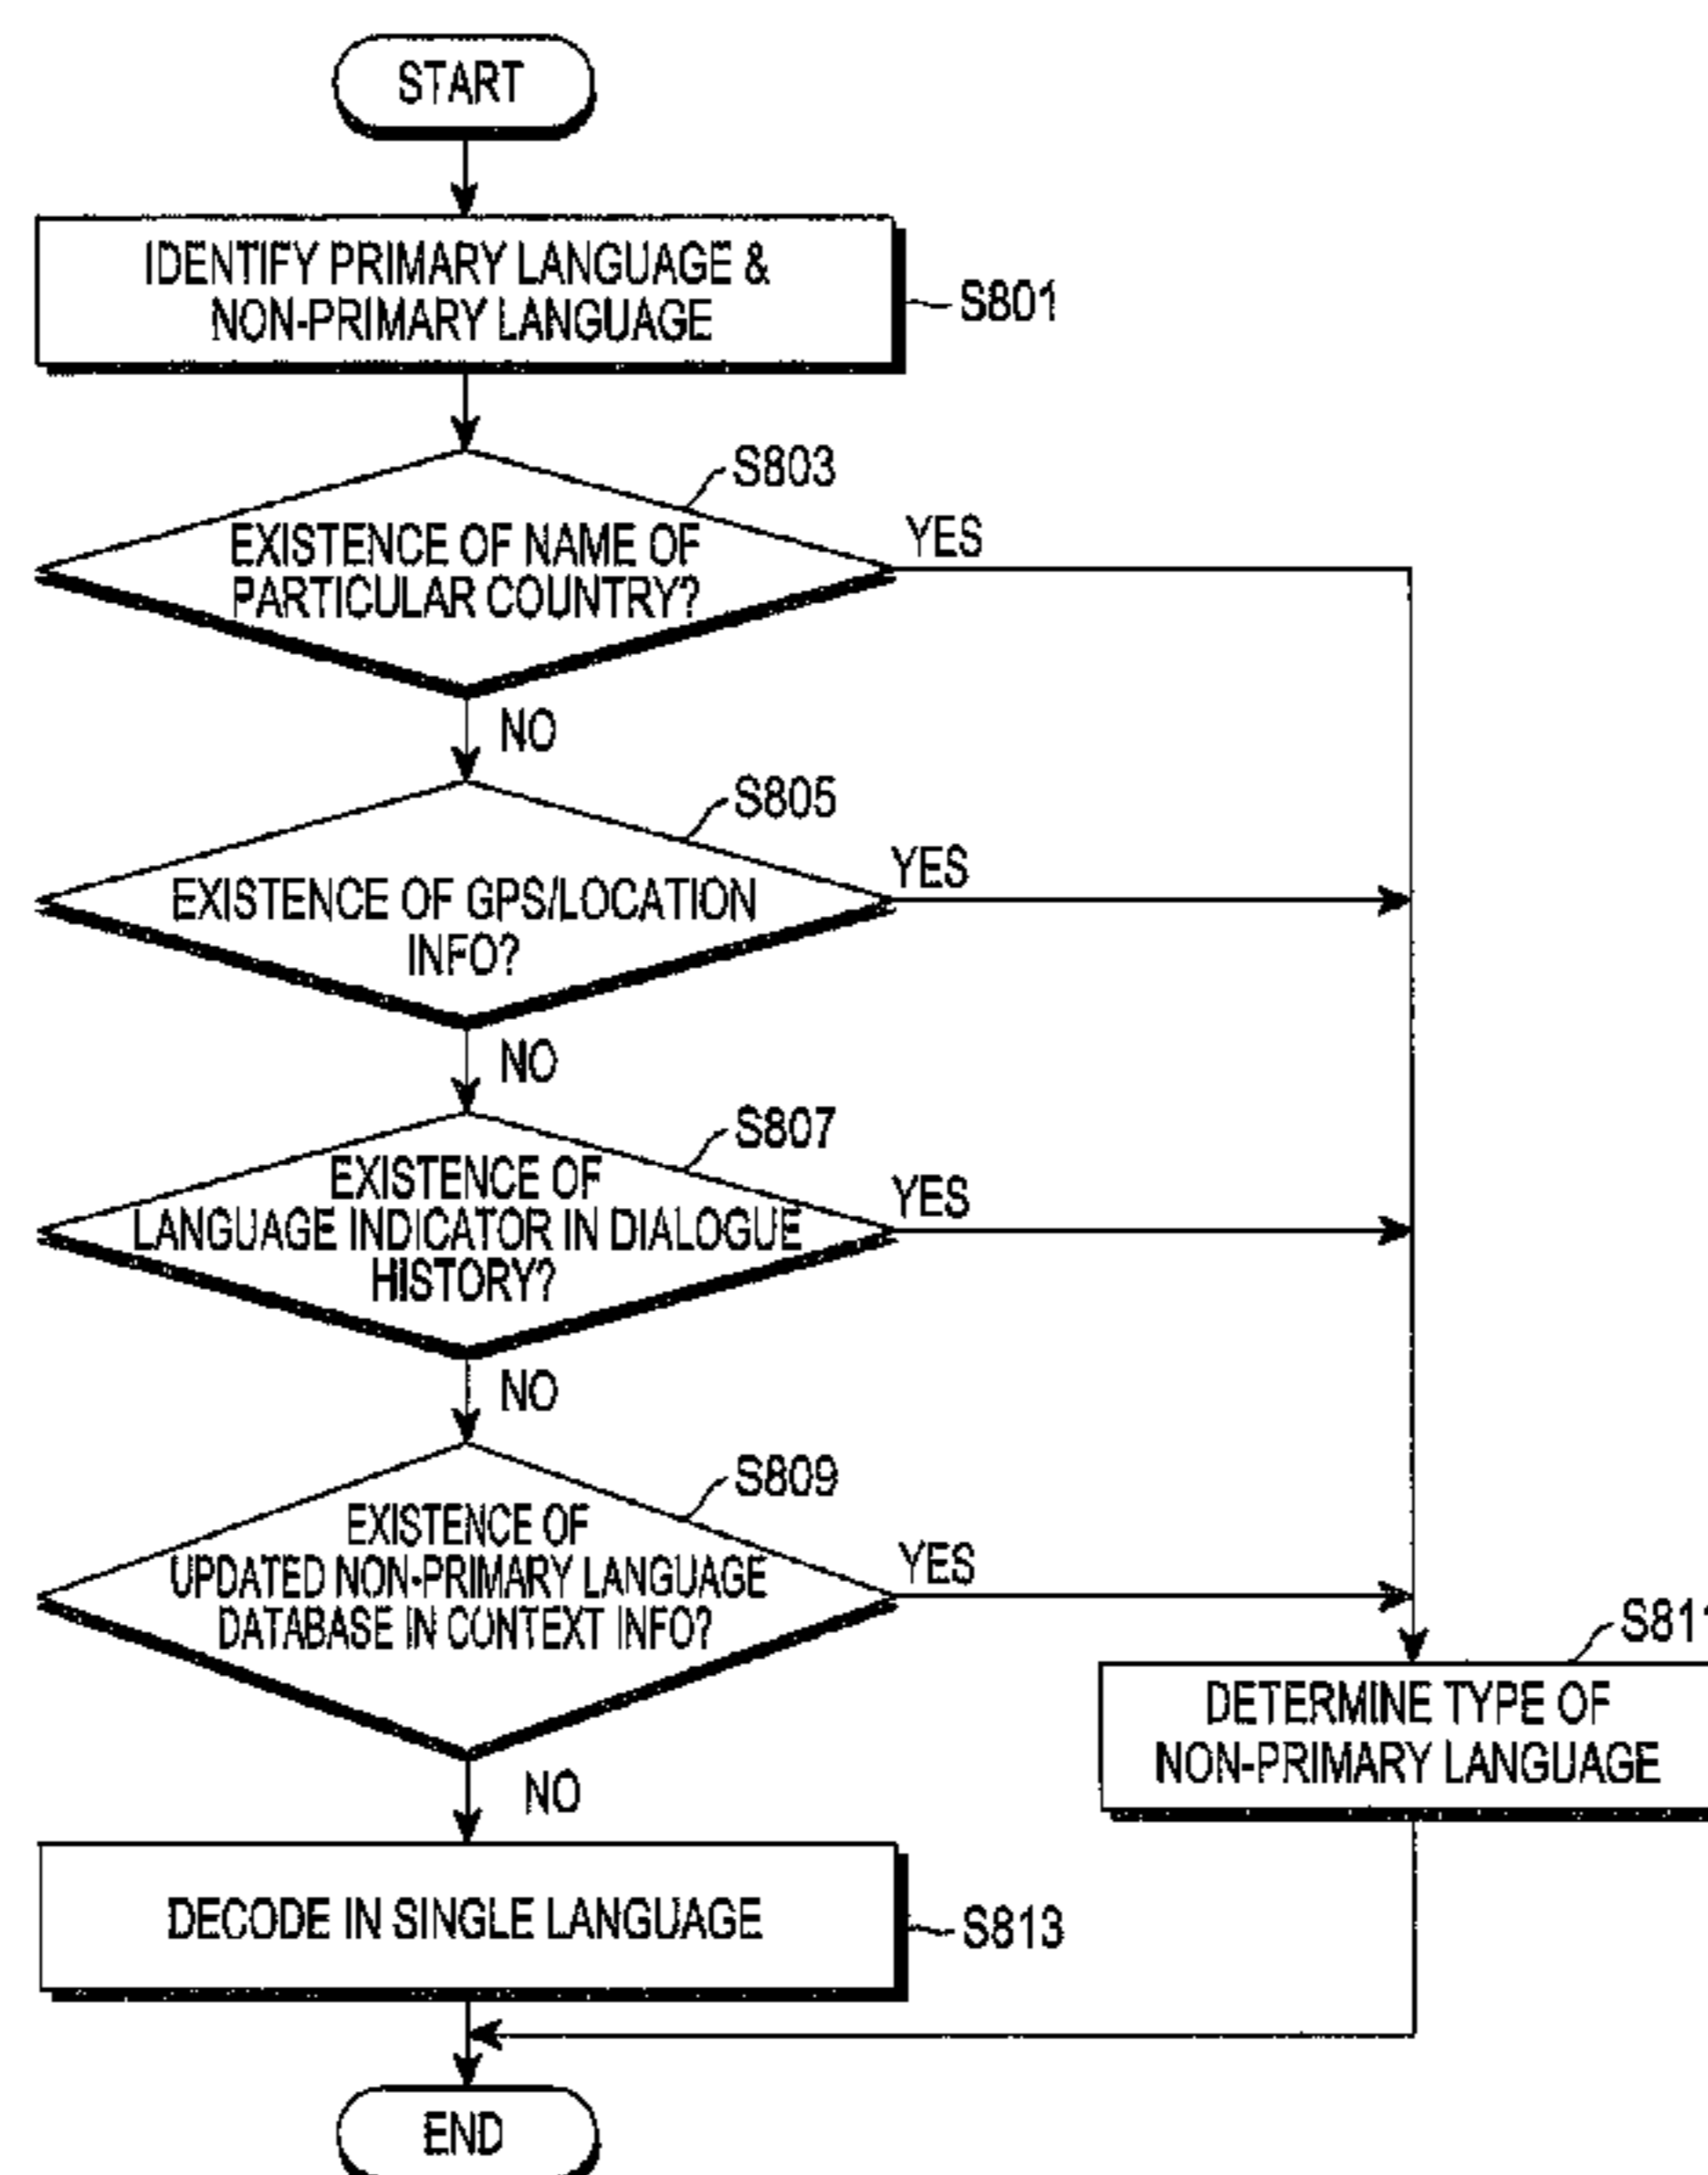 START
IDENTIFY PRIMARY LANGUAGE &
NON-PRIMARY LANGUAGE
S801
S803
EXISTENCE OF NAME OF
PARTICULAR COUNTRY?
YES
NO
S805
EXISTENCE OF GPS/LOCATION
INFO?
YES
NO
S807
EXISTENCE OF
LANGUAGE INDICATOR IN DIALOGUE
HISTORY?
YES
NO
S809
EXISTENCE OF
UPDATED NON-PRIMARY LANGUAGE
DATABASE IN CONTEXT INFO?
YES
S811
DETERMINE TYPE OF
NON-PRIMARY LANGUAGE
NO
DECODE IN SINGLE LANGUAGE
S813
END